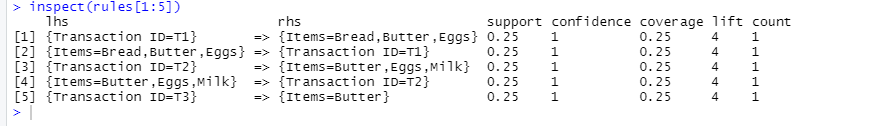 > inspect(rules[1:5])
    lhs                        rhs                        support confidence coverage lift count
[1] {Transaction ID=T1}     => {Items=Bread,Butter,Eggs} 0.25    1          0.25     4    1
[2] {Items=Bread,Butter,Eggs} => {Transaction ID=T1}     0.25    1          0.25     4    1
[3] {Transaction ID=T2}     => {Items=Butter,Eggs,Milk}  0.25    1          0.25     4    1
[4] {Items=Butter,Eggs,Milk}  => {Transaction ID=T2}     0.25    1          0.25     4    1
[5] {Transaction ID=T3}     => {Items=Butter}            0.25    1          0.25     4    1
>